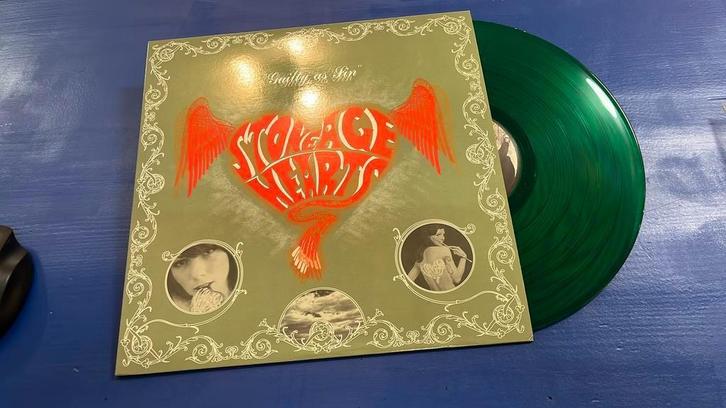 "Guilty as Sin"
STONEAGE
HEARTS